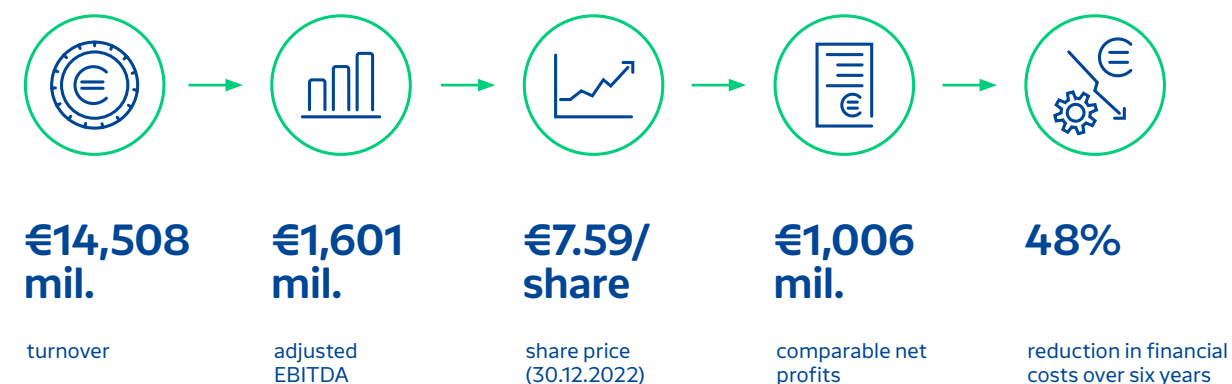 €14,508
mil.
turnover
€1,601
mil.
adjusted
EBITDA
€7.59/
share
share price
(30.12.2022)
€1,006
mil.
comparable net
profits
48%
reduction in financial
costs over six years